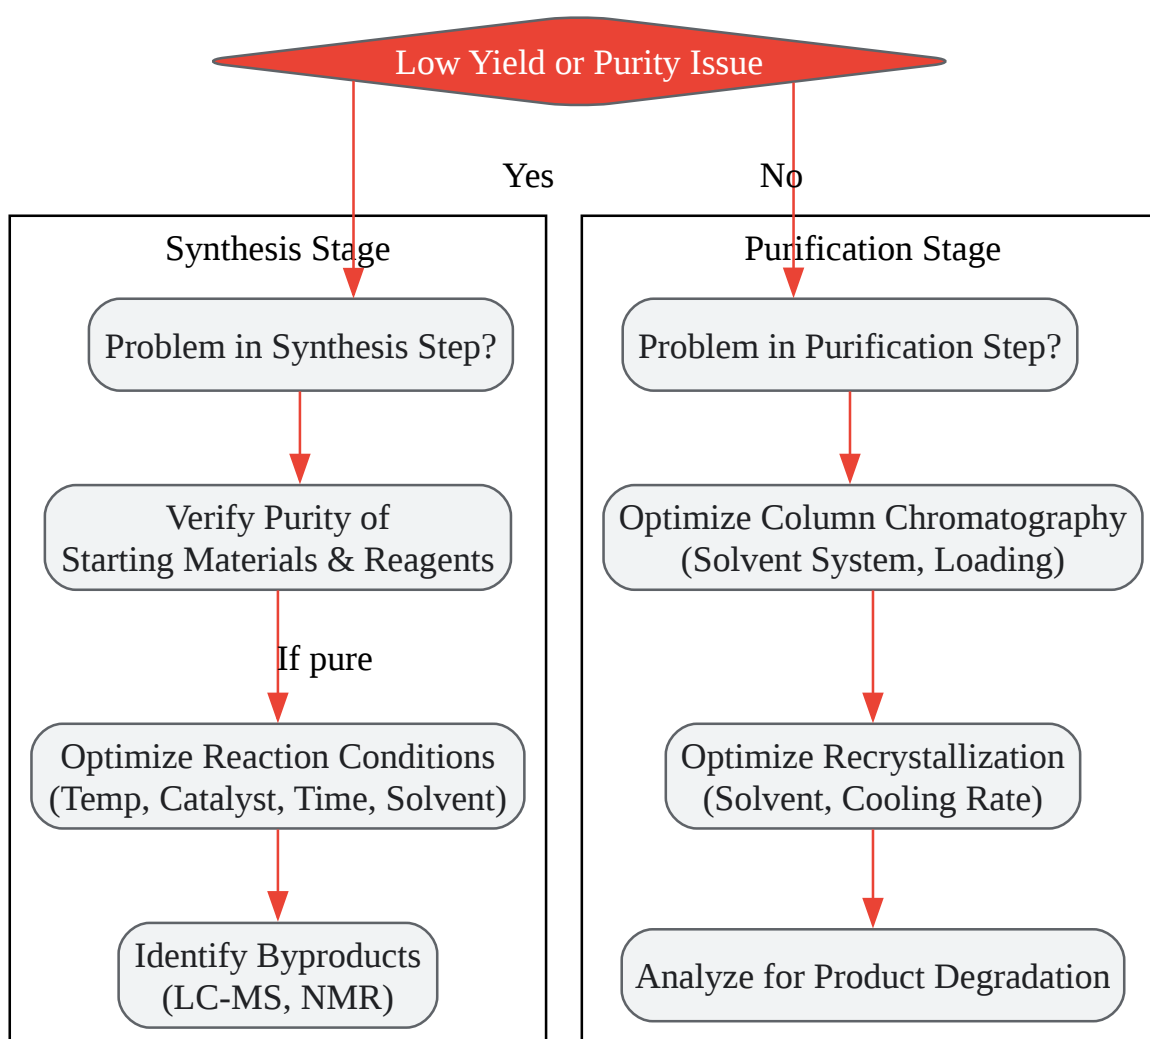 Low Yield or Purity Issue
Yes
No
Synthesis Stage
Problem in Synthesis Step?
Verify Purity of
Starting Materials & Reagents
If pure
Optimize Reaction Conditions
(Temp, Catalyst, Time, Solvent)
Identify Byproducts
(LC-MS, NMR)
Purification Stage
Problem in Purification Step?
Optimize Column Chromatography
(Solvent System, Loading)
Optimize Recrystallization
(Solvent, Cooling Rate)
Analyze for Product Degradation